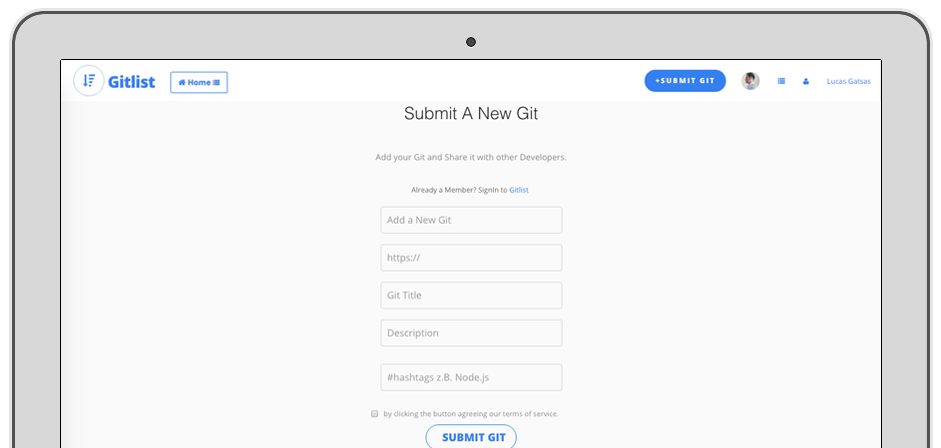 Gitlist
Home
+SUBMIT GIT
Lucas Gatsas
Submit A New Git
Add your Git and Share it with other Developers.
Already a Member? SignIn to Gitlist
Add a New Git
https://
Git Title
Description
#hashtags z.B. Node.js
by clicking the button agreeing our terms of service.
SUBMIT GIT